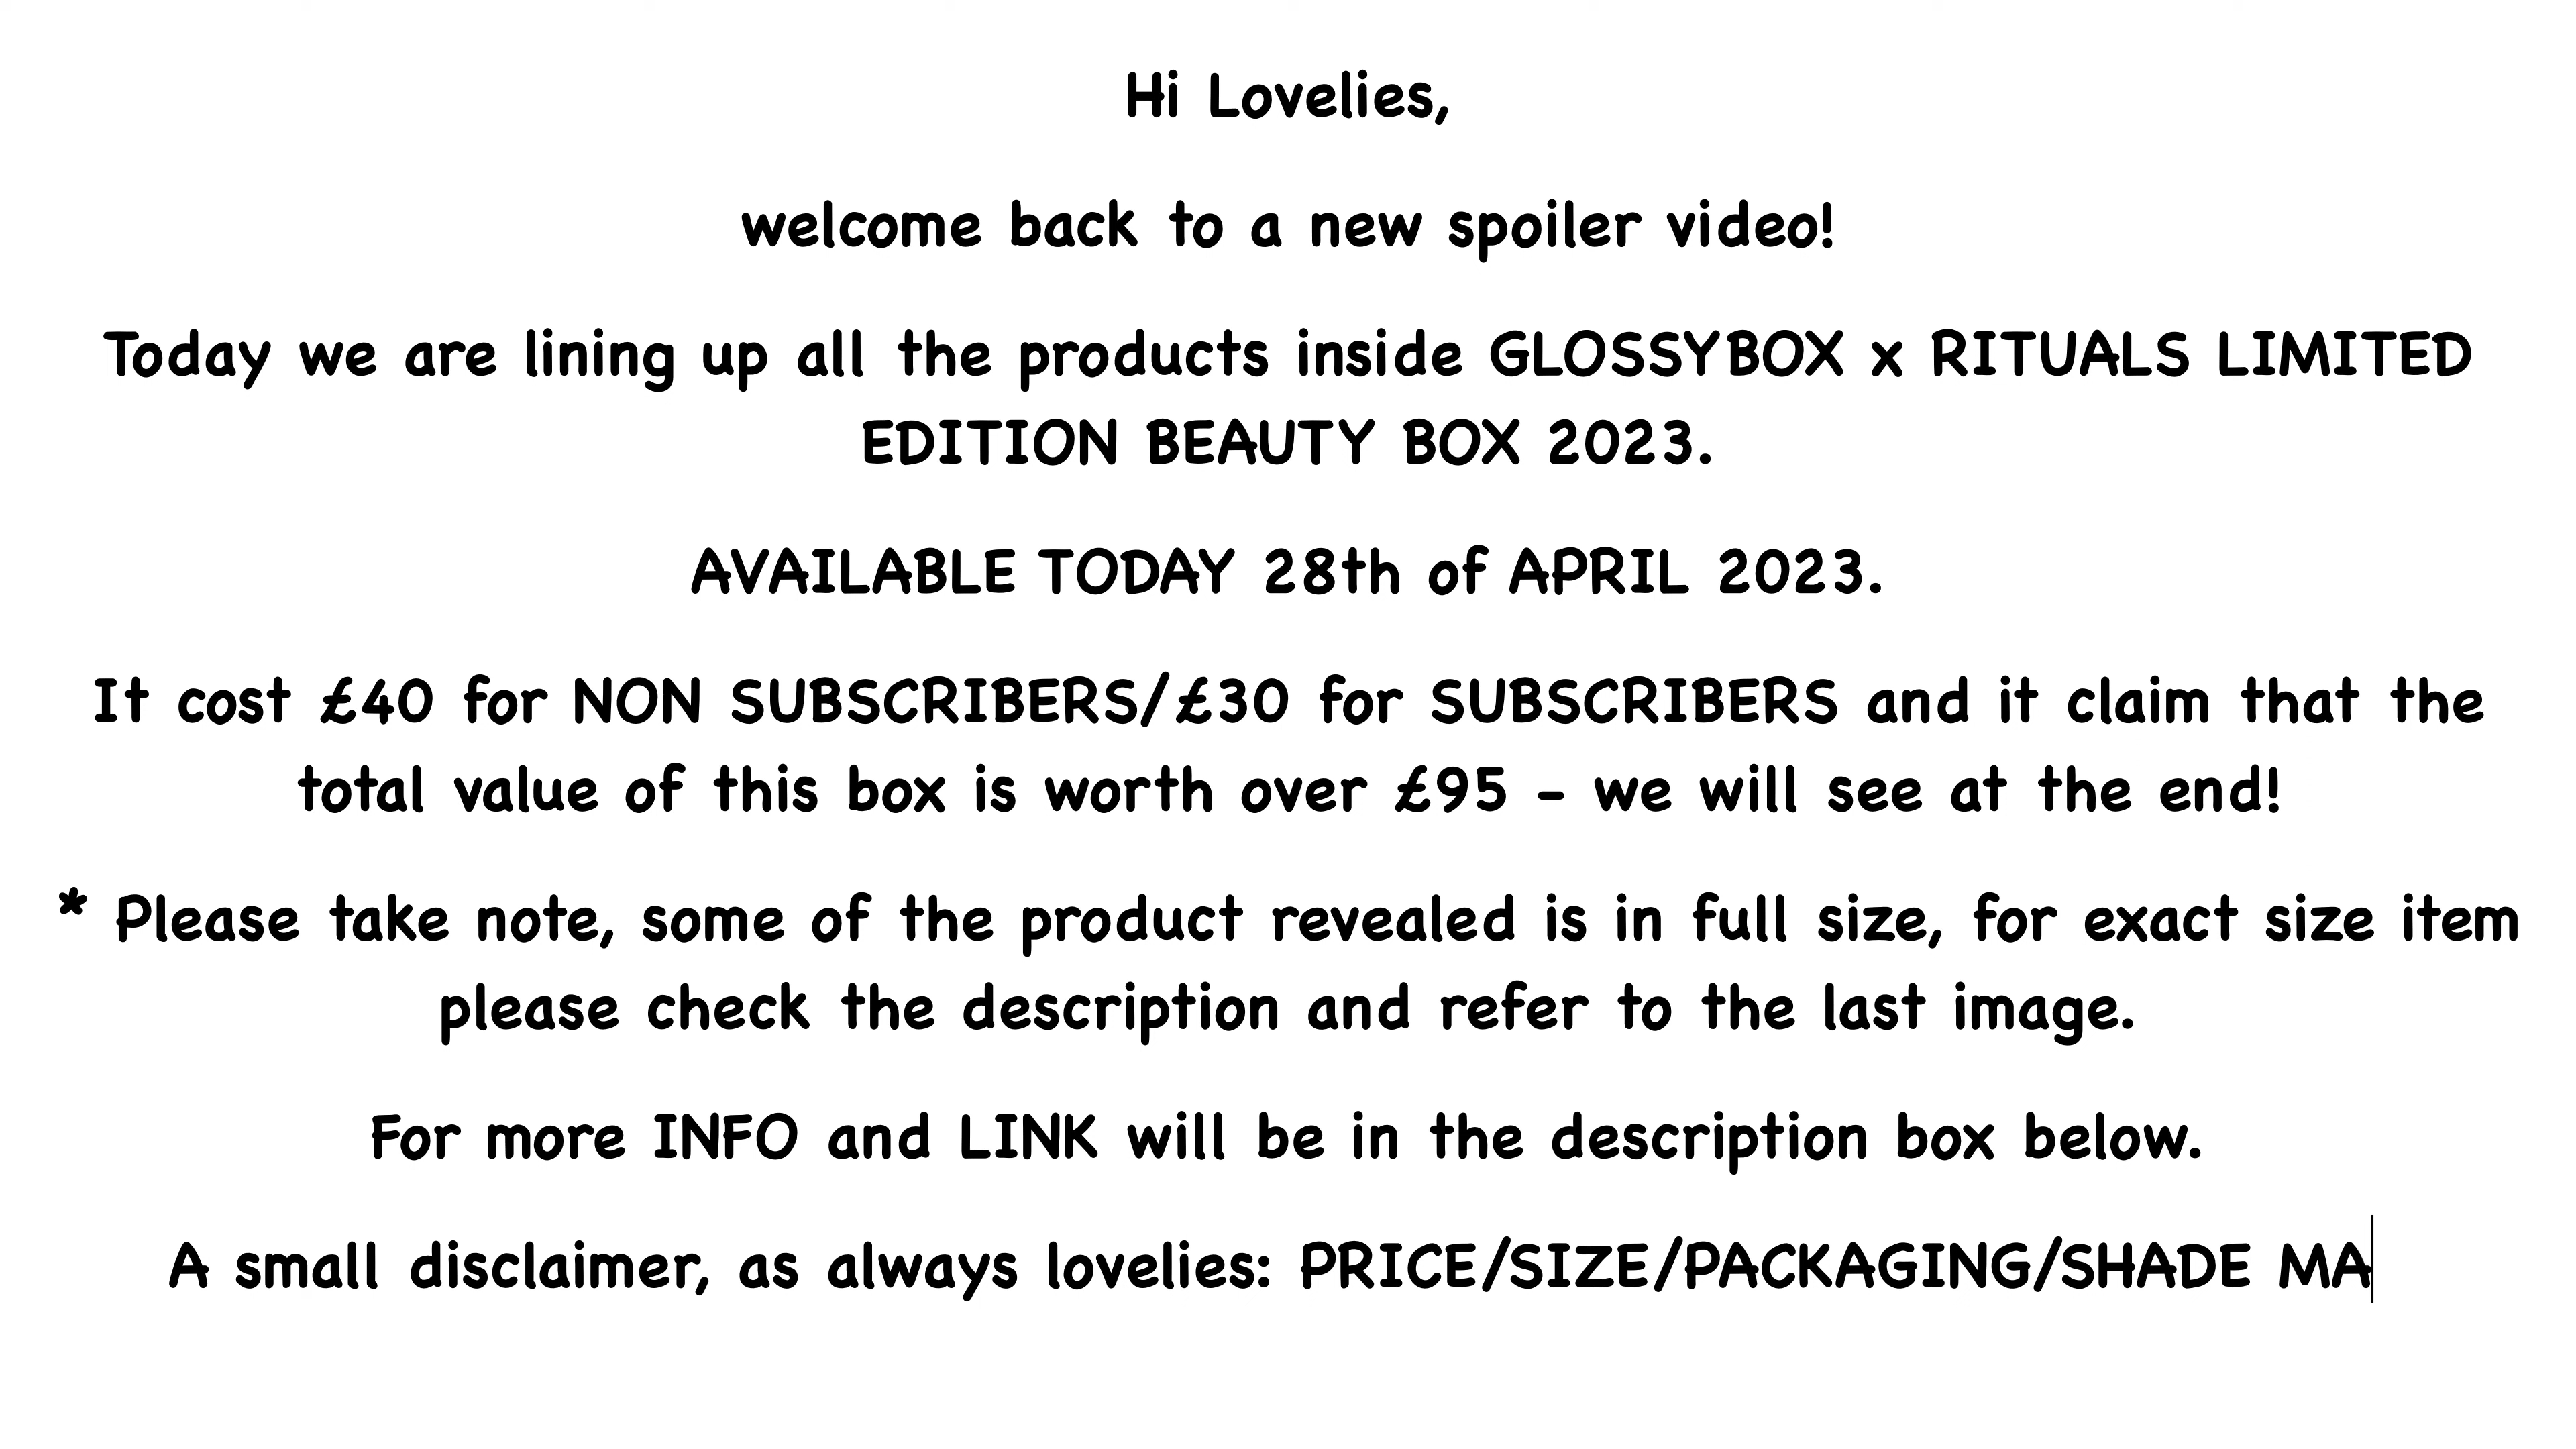 Hi Lovelies,
welcome back to a new spoiler video!
Today we are lining up all the products inside GLOSSYBOX x RITUALS LIMITED
EDITION BEAUTY BOX 2023.
AVAILABLE TODAY 28th of APRIL 2023.
It cost £40 for NON SUBSCRIBERS/£30 for SUBSCRIBERS and it claim that the
total value of this box is worth over £95 - we will see at the end!
* Please take note, some of the product revealed is in full size, for exact size item
please check the description and refer to the last image.
For more INFO and LINK will be in the description box below.
A small disclaimer, as always lovelies: PRICE/SIZE/PACKAGING/SHADE MA